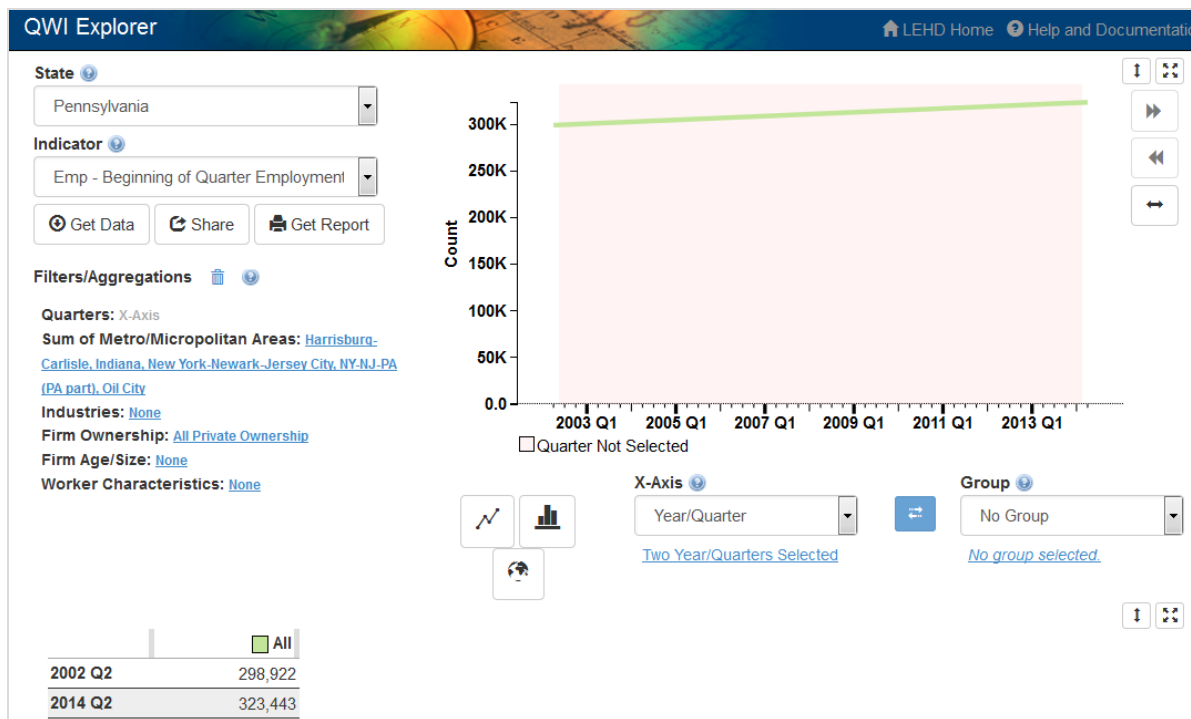 QWI Explorer
LEHD Home
Help and Documentatio
State
Pennsylvania
Indicator
Emp - Beginning of Quarter Employment
Get Data
Share
Get Report
Filters/Aggregations
Quarters: X-Axis
Sum of Metro/Micropolitan Areas: Harrisburg-
Carlisle, Indiana, New York-Newark-Jersey City, NY-NJ-PA
(PA part), Oil City
Industries: None
Firm Ownership: All Private Ownership
Firm Age/Size: None
Worker Characteristics: None
Count
300K
250K
200K
150K
100K
50K
0.0
2003 Q1 2005 Q1 2007 Q1 2009 Q1 2011 Q1 2013 Q1
Quarter Not Selected
X-Axis
Year/Quarter
Two Year/Quarters Selected
Group
No Group
No group selected.
All
2002 Q2 298,922
2014 Q2 323,443